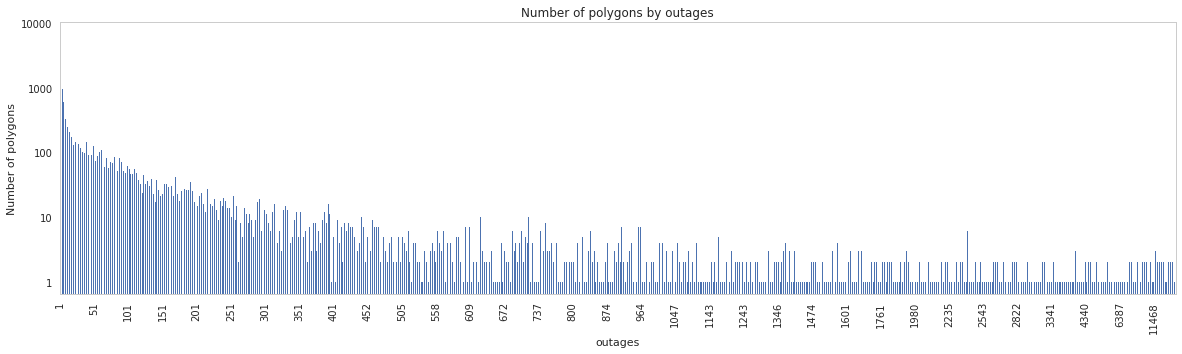 Number of polygons by outages
Number of polygons
10000
1000
100
10
1
1 51 101 151 201 251 301 351 401 452 505 558 609 672 737 800 874 964 1047 1143 1243 1346 1474 1601 1761 1980 2235 2543 2822 3341 4340 6387 11468
outages